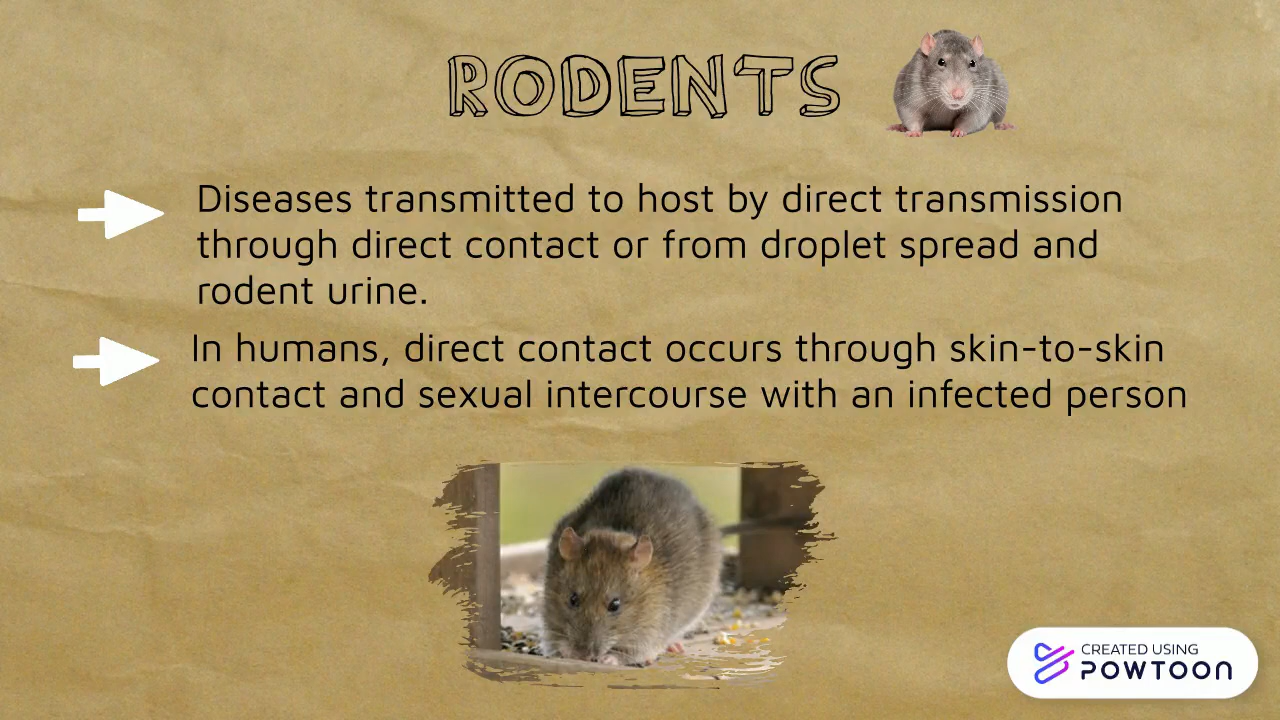 RODENTS
Diseases transmitted to host by direct transmission
through direct contact or from droplet spread and
rodent urine.
In humans, direct contact occurs through skin-to-skin
contact and sexual intercourse with an infected person
CREATED USING
POWTOON